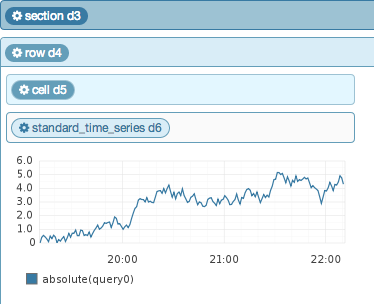 section d3
row d4
cell d5
standard_time_series d6
6.0
5.0
4.0
3.0
2.0
1.0
0
20:00 21:00 22:00
absolute(query0)